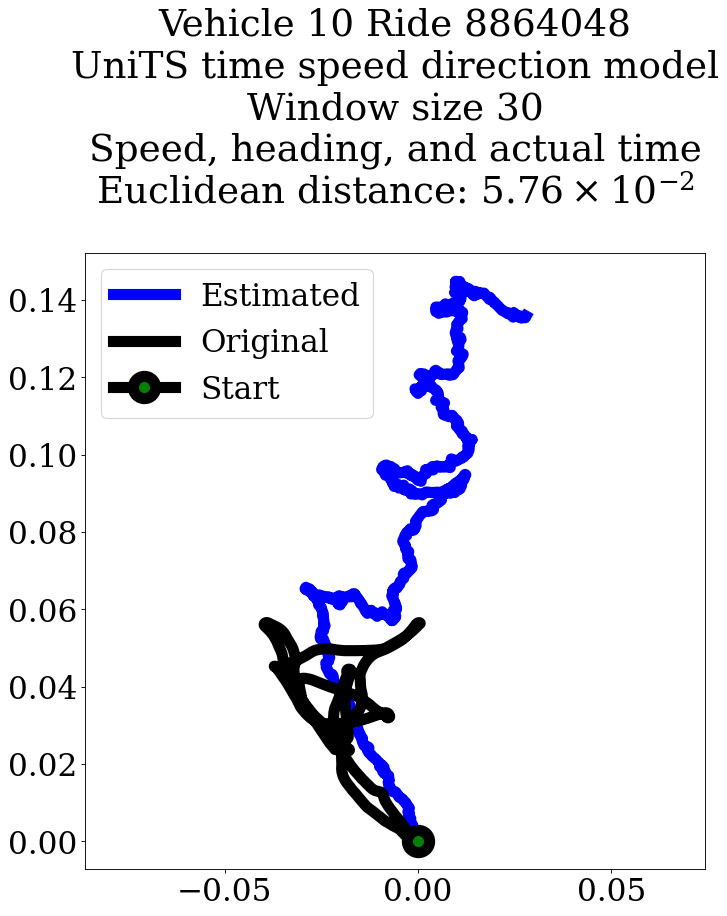 Vehicle 10 Ride 8864048
UniTS time speed direction model
Window size 30
Speed, heading, and actual time
Euclidean distance: 5.76 × 10⁻²
Estimated
Original
Start
0.14
0.12
0.10
0.08
0.06
0.04
0.02
0.00
−0.05 0.00 0.05